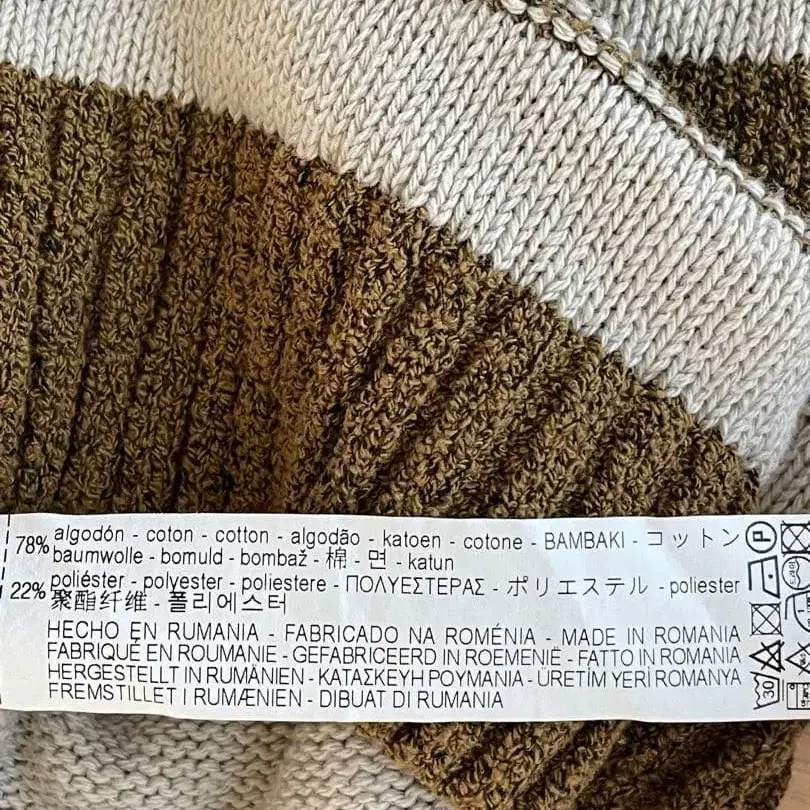 78% algodón - coton - cotton - algodão - katoen - cotone - BAMBAKI - コットン
baumwolle - bomuld - bombaž - 棉 - 면 - katun
22% poliéster - polyester - poliestere - ΠΟΛΥΕΣΤΕΡΑΣ - ポリエステル - poliester
聚酯纤维 - 폴리에스터
HECHO EN RUMANIA - FABRICADO NA ROMÉNIA - MADE IN ROMANIA
FABRIQUÉ EN ROUMANIE - GEFABRICEERD IN ROEMENIË - FATTO IN ROMANIA
HERGESTELLT IN RUMÄNIEN - ΚΑΤΑΣΚΕΥΗ ΡΟΥΜΑΝΙΑ - ÜRETİM YERİ ROMANYA
FREMSTILLET I RUMÆNIEN - DIBUAT DI RUMANIA
P
30